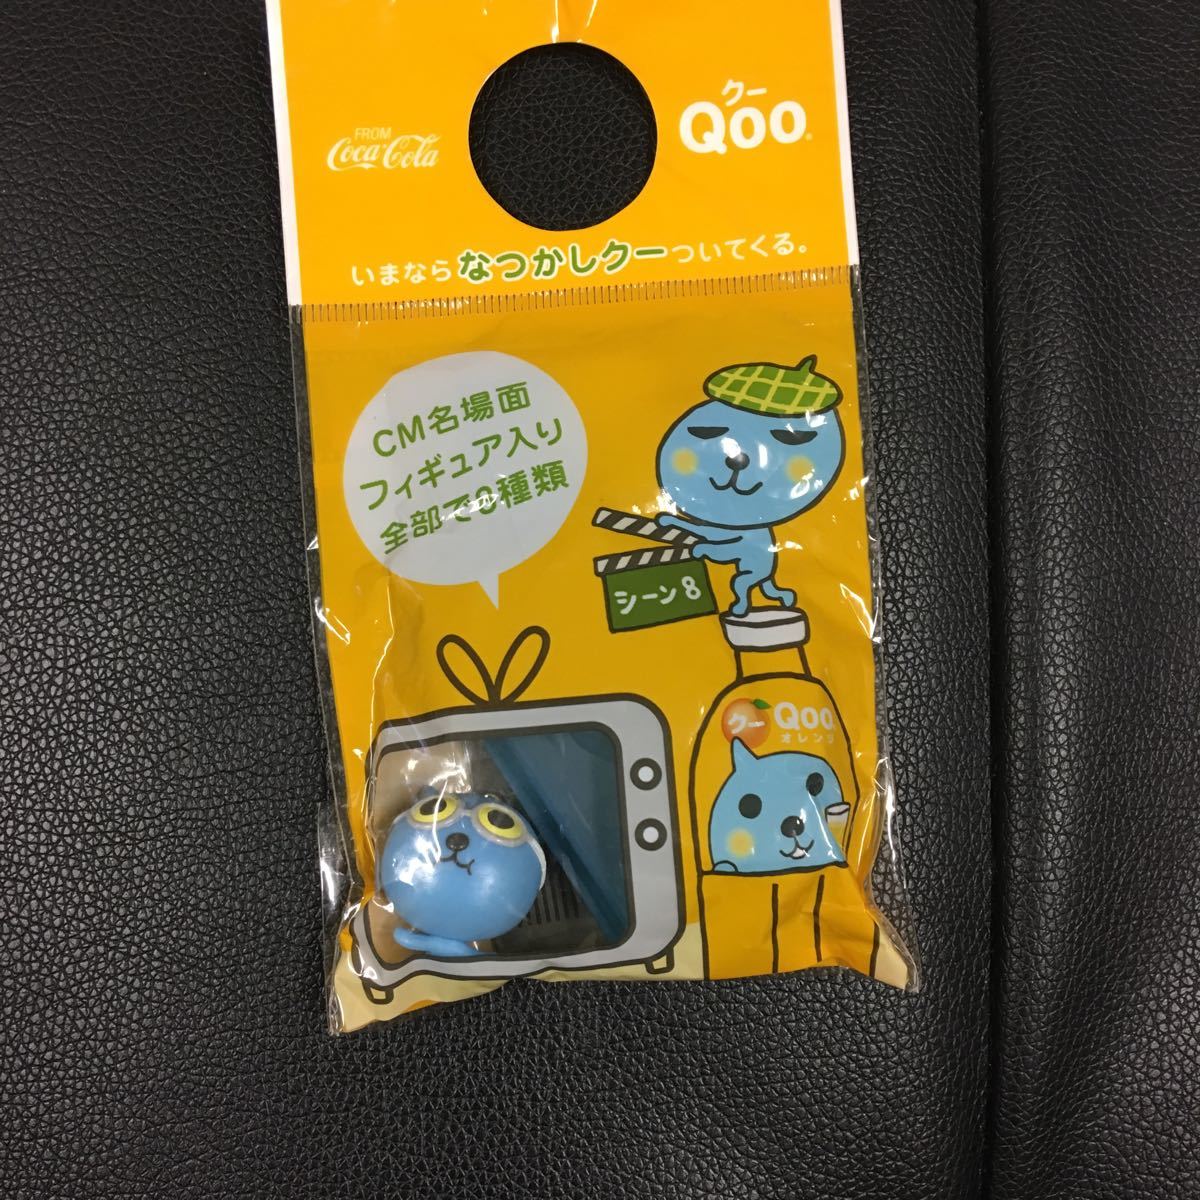 FROM
Coca-Cola
クー
Qoo
いまなら なつかしクー ついてくる。
CM名場面
フィギュア入り
全部で8種類
シーン8
クー Qoo
オレンジ